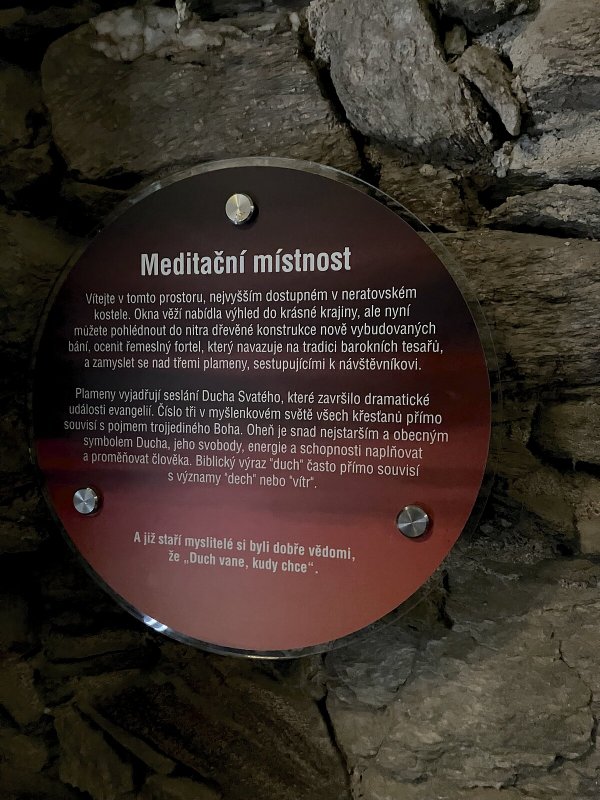 Meditační místnost
Vítejte v tomto prostoru, nejvyšším dostupném v neratovském
kostele. Okna věží nabídla výhled do krásné krajiny, ale nyní
můžete pohlédnout do nitra dřevěné konstrukce nově vybudovaných
bání, ocenit řemeslný fortel, který navazuje na tradici barokních tesařů,
a zamyslet se nad třemi plameny, sestupujícími k návštěvníkovi.
Plameny vyjadřují seslání Ducha Svatého, které završilo dramatické
události evangelií. Číslo tři v myšlenkovém světě všech křesťanů přímo
souvisí s pojmem trojjediného Boha. Oheň je snad nejstarším a obecným
symbolem Ducha, jeho svobody, energie a schopnosti naplňovat
a proměňovat člověka. Biblický výraz "duch" často přímo souvisí
s významy "dech" nebo "vítr".
A již staří myslitelé si byli dobře vědomi,
že „Duch vane, kudy chce“.